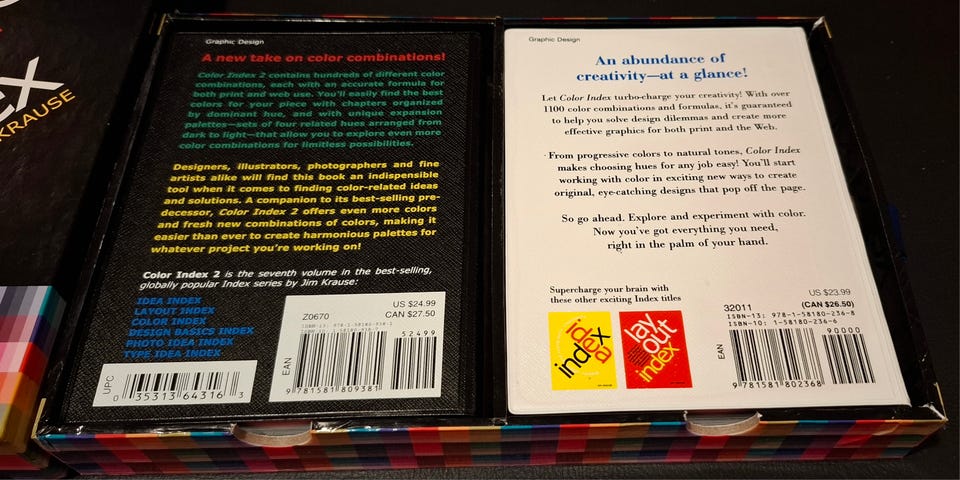 EX
KRAUSE
Graphic Design
A new take on color combinations!
Color Index 2 contains hundreds of different color
combinations, each with an accurate formula for
both print and web use. You'll easily find the best
colors for your piece with chapters organized
by dominant hue, and with unique expansion
palettes—sets of four related hues arranged from
dark to light—that allow you to explore even more
color combinations for limitless possibilities.
Designers, illustrators, photographers and fine
artists alike will find this book an indispensible
tool when it comes to finding color-related ideas
and solutions. A companion to its best-selling pre-
decessor, Color Index 2 offers even more colors
and fresh new combinations of colors, making it
easier than ever to create harmonious palettes for
whatever project you're working on!
Color Index 2 is the seventh volume in the best-selling,
globally popular Index series by Jim Krause:
IDEA INDEX
LAYOUT INDEX
COLOR INDEX
DESIGN BASICS INDEX
PHOTO IDEA INDEX
TYPE IDEA INDEX
UPC
0 35313 64316 3
US $24.99
Z0670 (CAN $27.50
52499
EAN
9 781581 809381
Graphic Design
An abundance of
creativity—at a glance!
Let Color Index turbo-charge your creativity! With over
1100 color combinations and formulas, it's guaranteed
to help you solve design dilemmas and create more
effective graphics for both print and the Web.
From progressive colors to natural tones, Color Index
makes choosing hues for any job easy! You'll start
working with color in exciting new ways to create
original, eye-catching designs that pop off the page.
So go ahead. Explore and experiment with color.
Now you've got everything you need,
right in the palm of your hand.
Supercharge your brain with
these other exciting Index titles
idea
index
lay
out
index
US $23.99
32011 (CAN $26.50)
ISBN-13: 978-1-58180-236-8
ISBN-10: 1-58180-236-6
90000
EAN
9 781581 802368